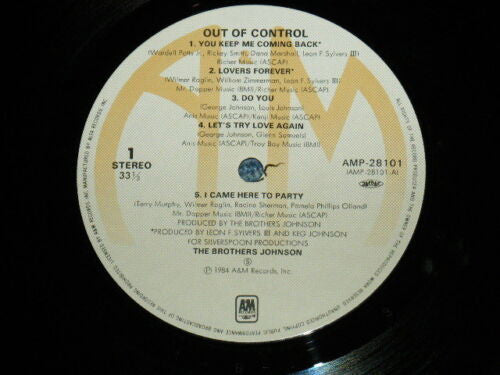 OUT OF CONTROL
1. YOU KEEP ME COMING BACK*
(Wardell Potts Jr., Rickey Smith, Dana Marshall, Leon F. Sylvers III)
Richer Music (ASCAP)
2. LOVERS FOREVER*
(Wilmer Raglin, William Zimmerman, Leon F. Sylvers III)
Mr. Dapper Music (BMI)/Richer Music (ASCAP)
3. DO YOU
(George Johnson, Louis Johnson)
Music (ASCAP)/Kanji Music (ASCAP)
4. LET'S TRY LOVE AGAIN
(George Johnson, Glenn Samuels)
Music (ASCAP)/Troy Boy Music (BMI)
1
STEREO
33⅓
AMP-28101
(AMP-28101-A)
5. I CAME HERE TO PARTY
(Terry Murphy, Wilmer Raglin, Racine Sherman, Pamela Phillips Olland)
Mr. Dapper Music (BMI)/Richer Music (ASCAP)
PRODUCED BY THE BROTHERS JOHNSON
*PRODUCED BY LEON F. SYLVERS III AND KEG JOHNSON
FOR SILVERSPOON PRODUCTIONS
THE BROTHERS JOHNSON
Ⓟ 1984 A&M Records, Inc.
A&M
RECORDS